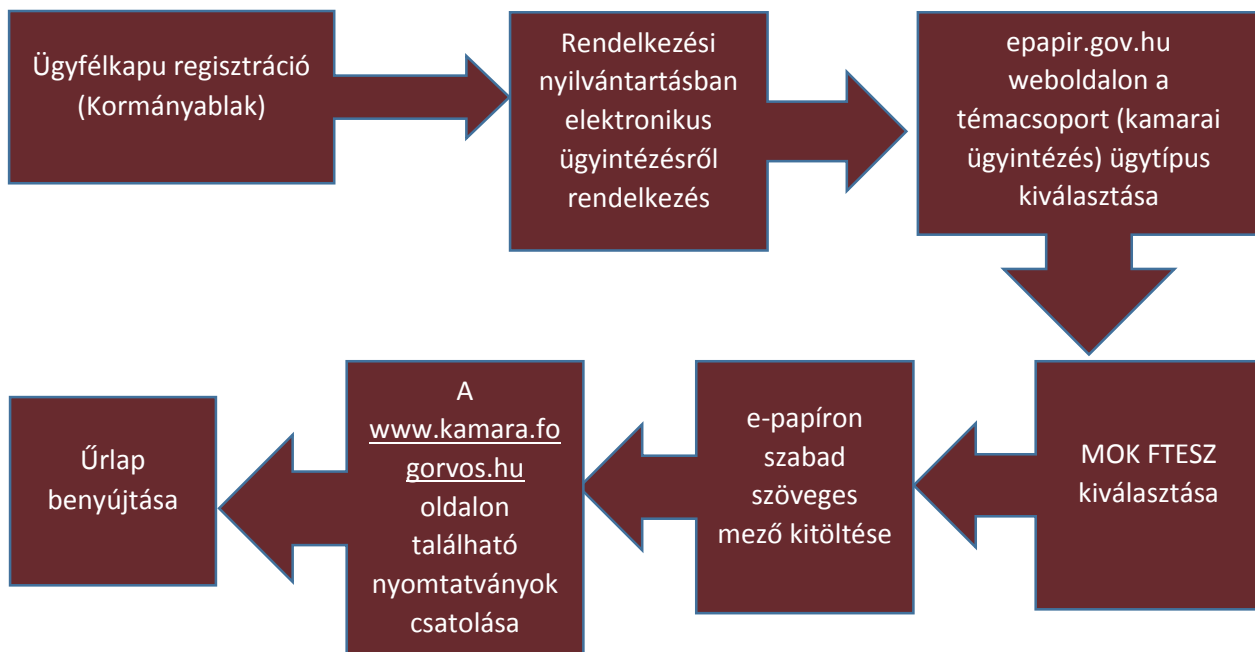 Ügyfélkapu regisztráció
(Kormányablak)
Rendelkezési
nyilvántartásban
elektronikus
ügyintézésről
rendelkezés
epapir.gov.hu
weboldalon a
témacsoport (kamarai
ügyintézés) ügytípus
kiválasztása
MOK FTESZ
kiválasztása
e-papíron
szabad
szöveges
mező kitöltése
A
www.kamara.fo
gorvos.hu
oldalon
található
nyomtatványok
csatolása
Űrlap
benyújtása